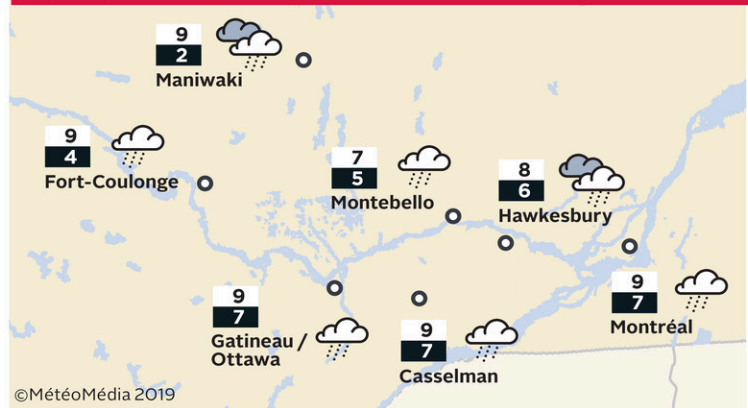 9
2
Maniwaki
9
4
Fort-Coulonge
7
5
Montebello
8
6
Hawkesbury
9
7
Gatineau /
Ottawa
9
7
Casselman
9
7
Montréal
©MétéoMédia 2019